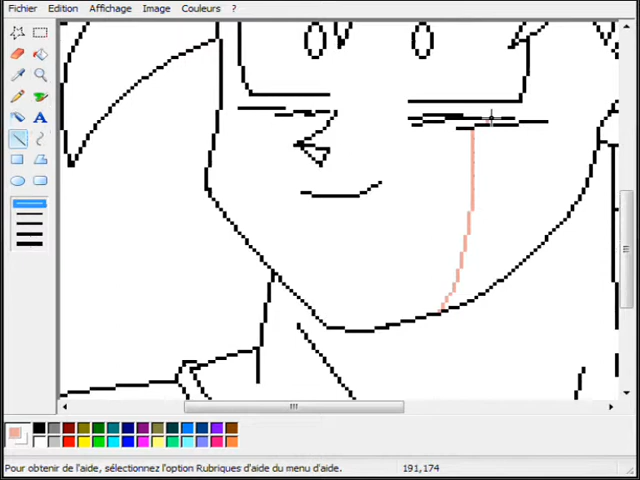 Fichier Edition Affichage Image Couleurs ?
A
Pour obtenir de l'aide, sélectionnez l'option Rubriques d'aide du menu d'aide. 191,174